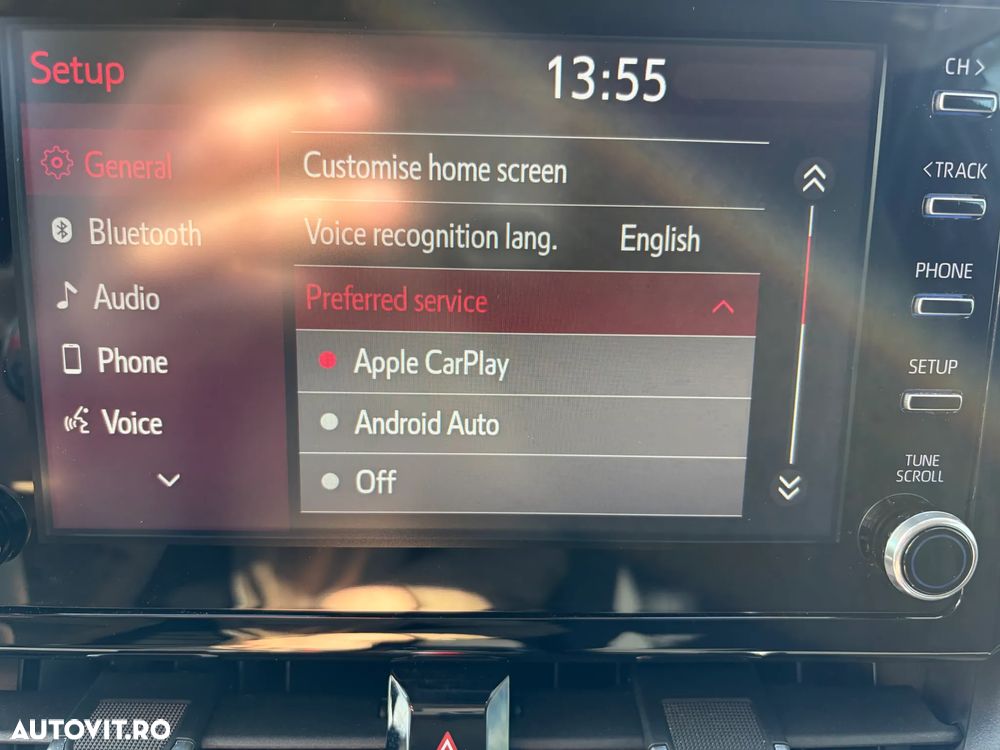 Setup
13:55
General
Bluetooth
Audio
Phone
Voice
Customise home screen
Voice recognition lang. English
Preferred service
Apple CarPlay
Android Auto
Off
CH >
< TRACK
PHONE
SETUP
TUNE
SCROLL
AUTOVIT.RO